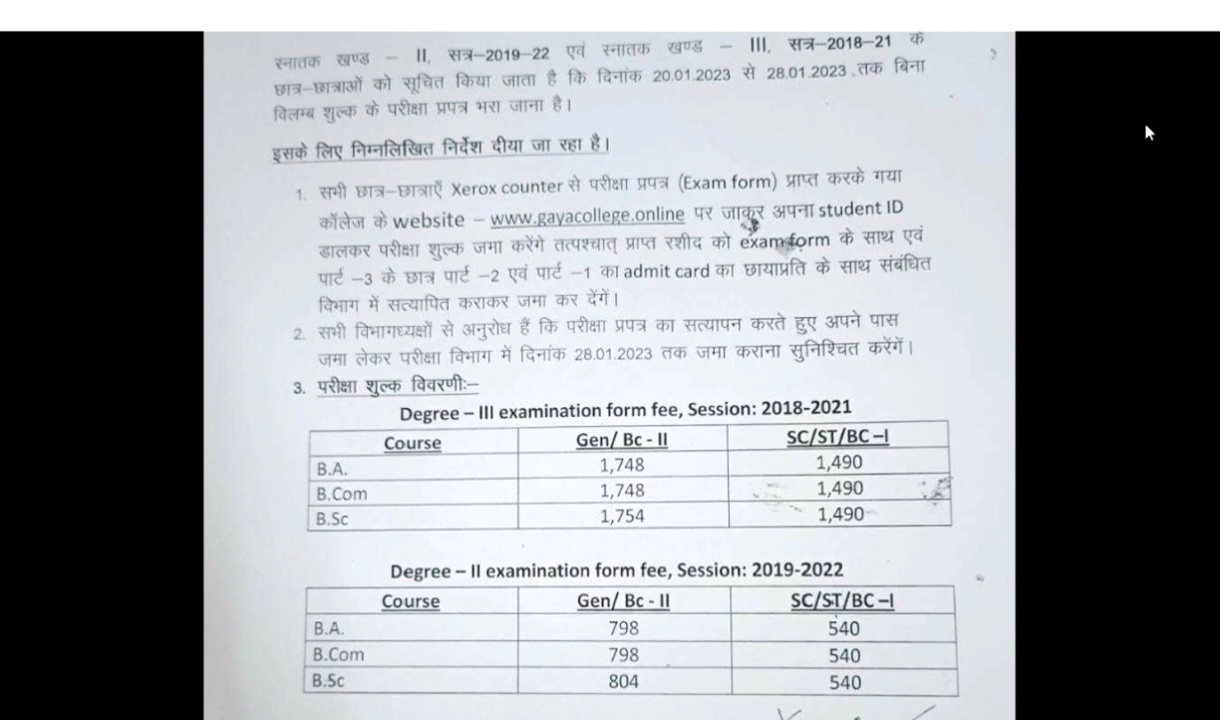 स्नातक खण्ड – II, सत्र–2019–22 एवं स्नातक खण्ड – III, सत्र–2018–21 के
छात्र–छात्राओं को सूचित किया जाता है कि दिनांक 20.01.2023 से 28.01.2023 तक बिना
विलम्ब शुल्क के परीक्षा प्रपत्र भरा जाना है।
इसके लिए निम्नलिखित निर्देश दीया जा रहा है।
1. सभी छात्र–छात्राएँ Xerox counter से परीक्षा प्रपत्र (Exam form) प्राप्त करके गया
कॉलेज के website – www.gayacollege.online पर जाकर अपना student ID
डालकर परीक्षा शुल्क जमा करेंगे तत्पश्चात् प्राप्त रशीद को exam form के साथ एवं
पार्ट –3 के छात्र पार्ट –2 एवं पार्ट –1 का admit card का छायाप्रति के साथ संबंधित
विभाग में सत्यापित कराकर जमा कर देंगें।
2. सभी विभागध्यक्षों से अनुरोध हैं कि परीक्षा प्रपत्र का सत्यापन करते हुए अपने पास
जमा लेकर परीक्षा विभाग में दिनांक 28.01.2023 तक जमा कराना सुनिश्चित करेंगें।
3. परीक्षा शुल्क विवरणीः–
Degree – III examination form fee, Session: 2018-2021
Course Gen/ Bc - II SC/ST/BC –I
B.A. 1,748 1,490
B.Com 1,748 1,490
B.Sc 1,754 1,490
Degree – II examination form fee, Session: 2019-2022
Course Gen/ Bc - II SC/ST/BC –I
B.A. 798 540
B.Com 798 540
B.Sc 804 540